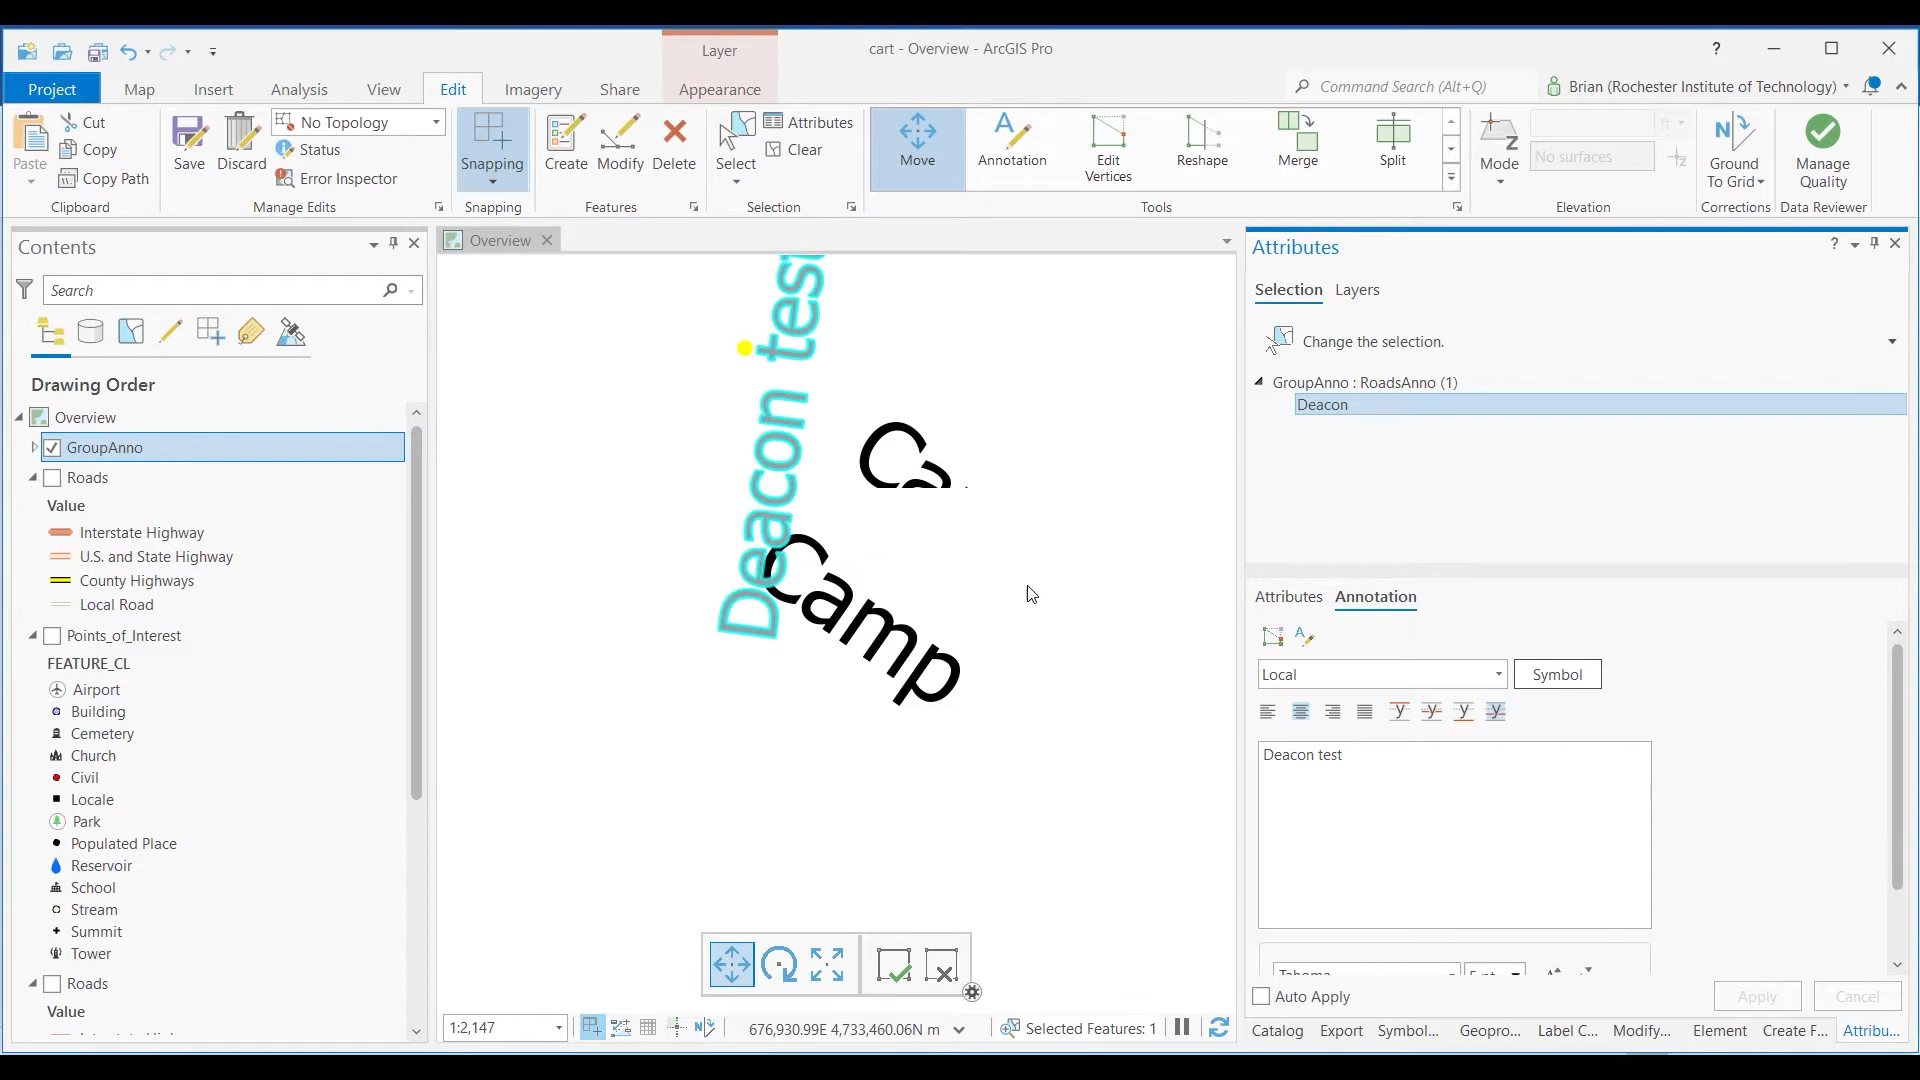 Layer
cart - Overview - ArcGIS Pro
?
Project
Map
Insert
Analysis
View
Edit
Imagery
Share
Appearance
Command Search (Alt+Q)
Brian (Rochester Institute of Technology)
Paste
Cut
Copy
Copy Path
Clipboard
Save
Discard
No Topology
Status
Error Inspector
Manage Edits
Snapping
Snapping
Create
Modify
Delete
Features
Select
Attributes
Clear
Selection
Move
Annotation
Edit
Vertices
Reshape
Merge
Split
Tools
Mode
ft
No surfaces
Elevation
Ground
To Grid
Corrections
Manage
Quality
Data Reviewer
Contents
Search
Drawing Order
Overview
GroupAnno
Roads
Value
Interstate Highway
U.S. and State Highway
County Highways
Local Road
Points_of_Interest
FEATURE_CL
Airport
Building
Cemetery
Church
Civil
Locale
Park
Populated Place
Reservoir
School
Stream
Summit
Tower
Roads
Value
Overview
Deacon test
Ca
Camp
1:2,147
676,930.99E 4,733,460.06N m
Selected Features: 1
Attributes
?
Selection
Layers
Change the selection.
GroupAnno : RoadsAnno (1)
Deacon
Attributes
Annotation
Local
Symbol
Deacon test
Tahoma
5 pt
Auto Apply
Apply
Cancel
Catalog
Export
Symbol...
Geopro...
Label C...
Modify...
Element
Create F...
Attribu...